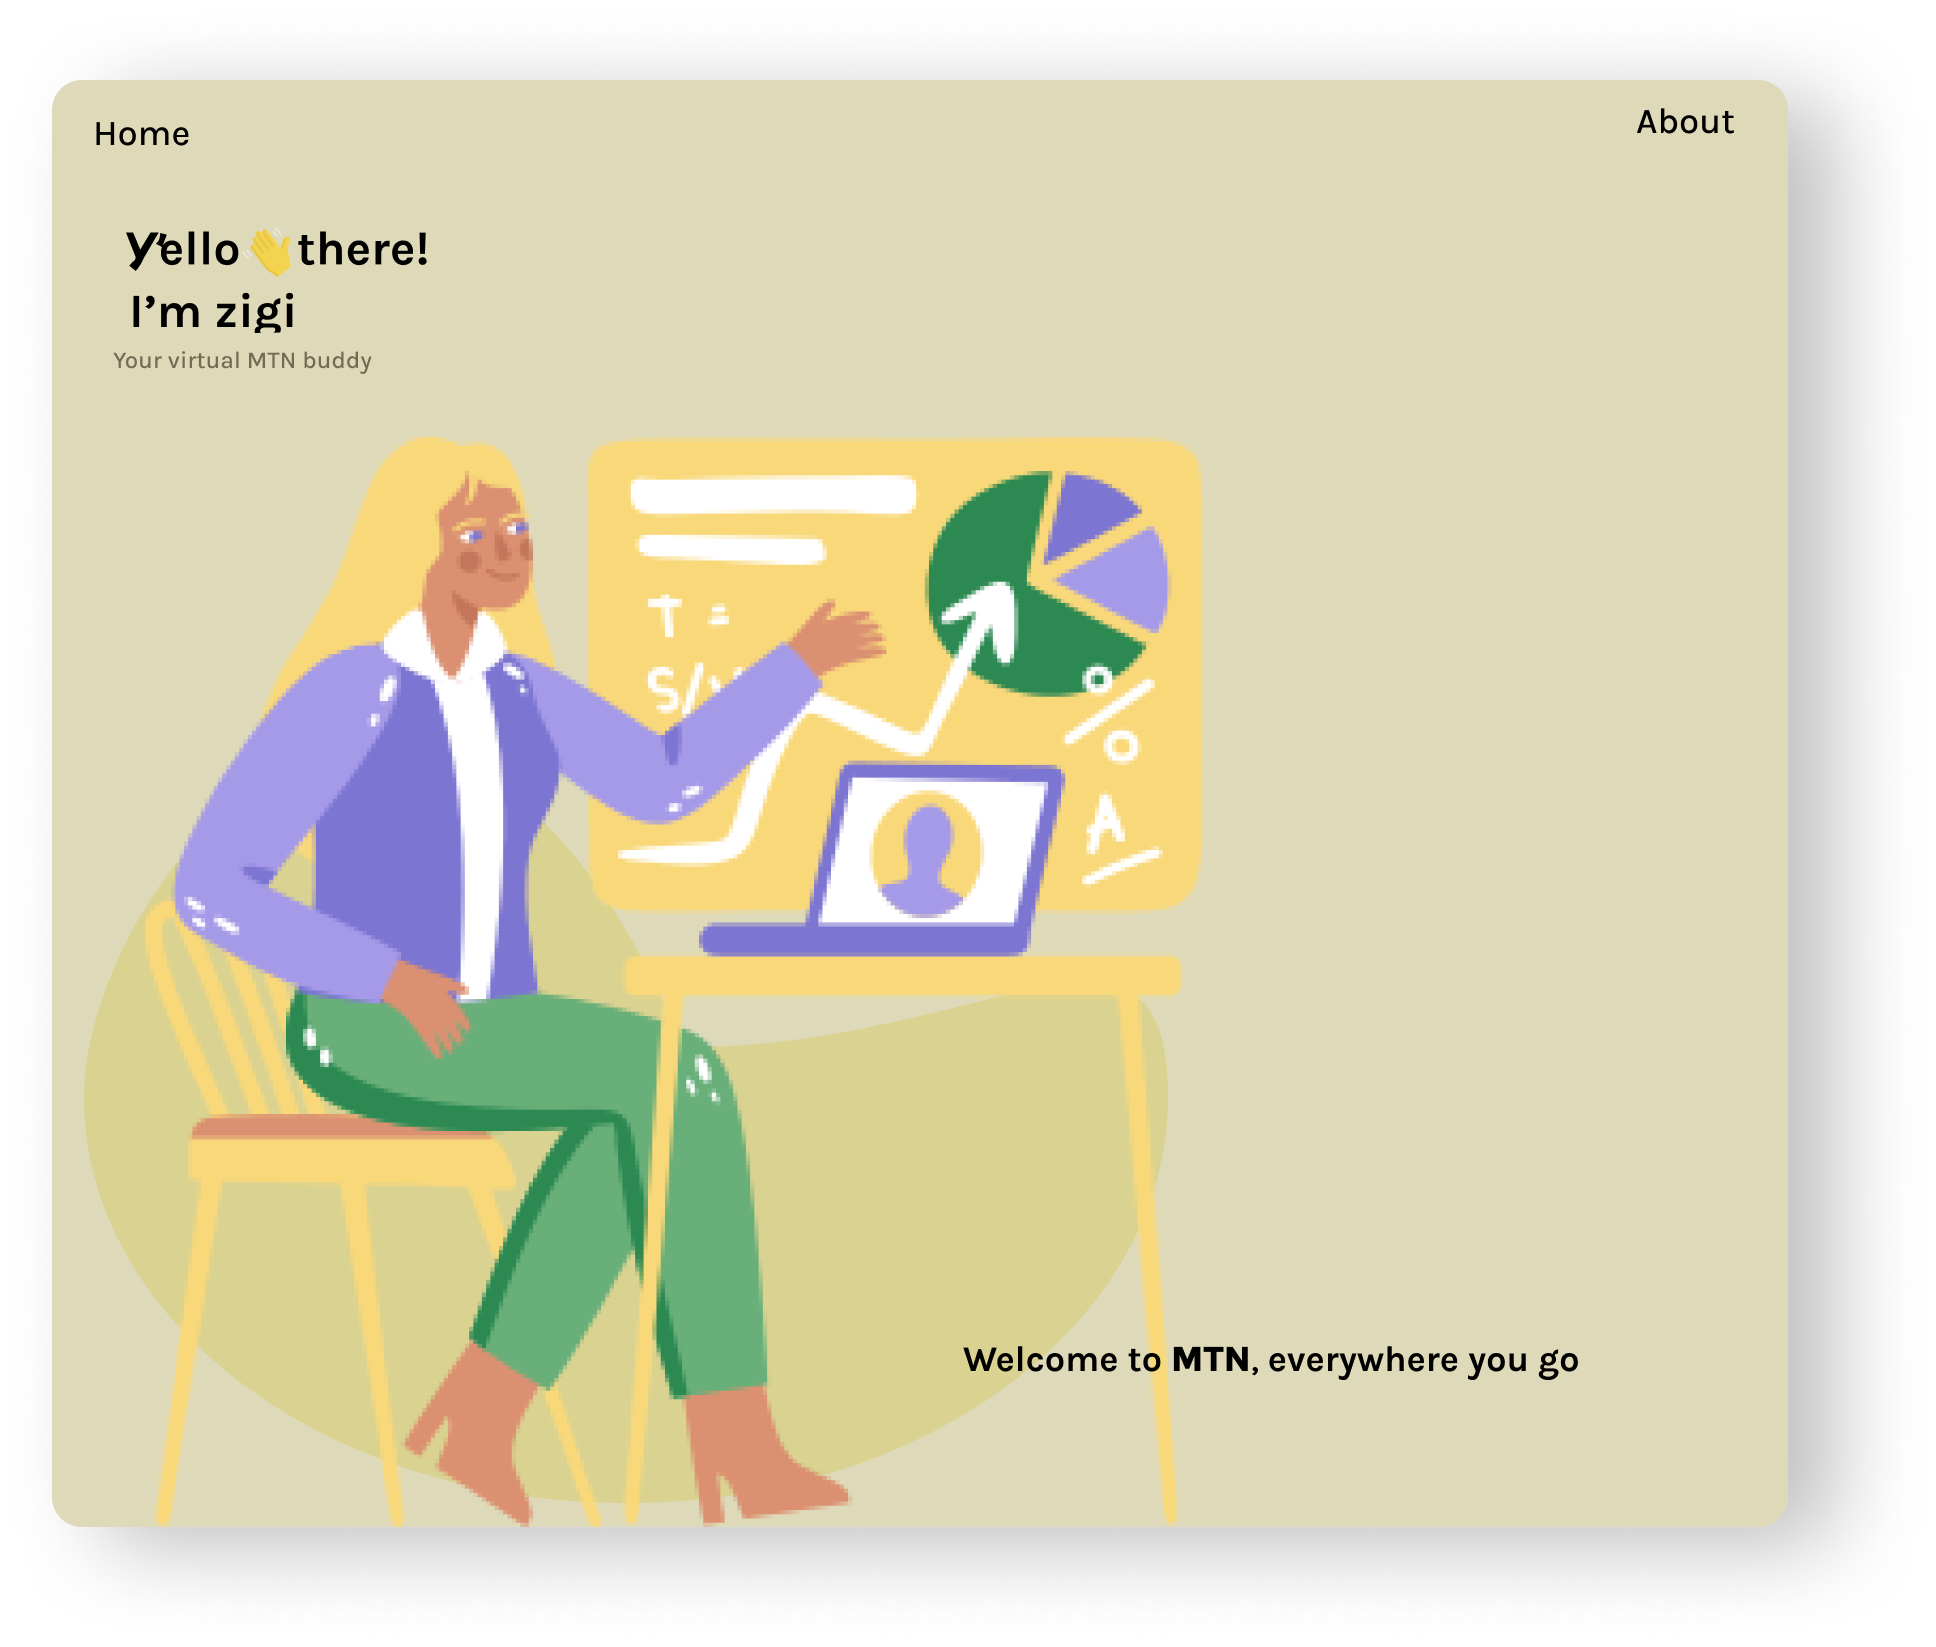 Home
About
Y'ello👋there!
I'm zigi
Your virtual MTN buddy
T =
S/
%
A
Welcome to MTN, everywhere you go